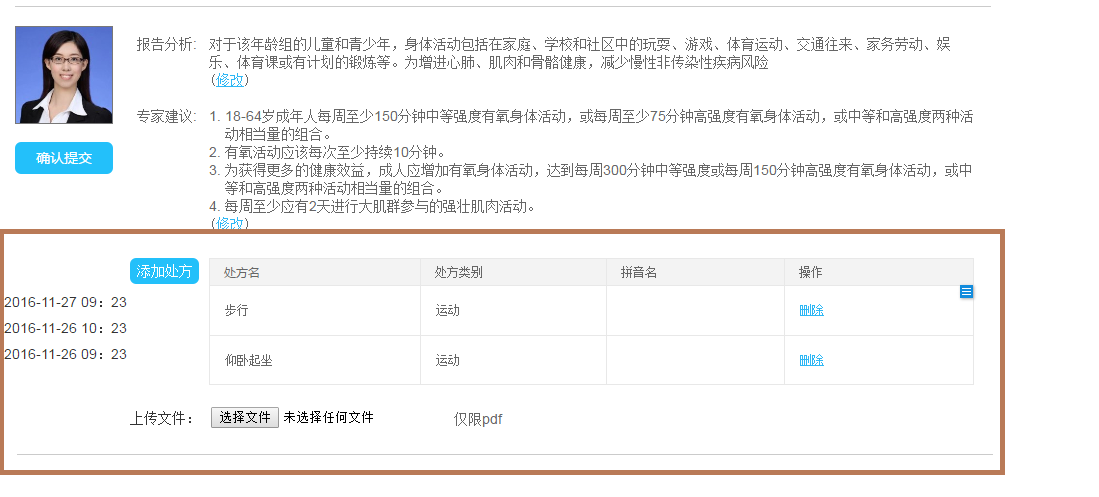 报告分析:
对于该年龄组的儿童和青少年，身体活动包括在家庭、学校和社区中的玩耍、游戏、体育运动、交通往来、家务劳动、娱
乐、体育课或有计划的锻炼等。为增进心肺、肌肉和骨骼健康，减少慢性非传染性疾病风险
(修改)
专家建议:
1. 18-64岁成年人每周至少150分钟中等强度有氧身体活动，或每周至少75分钟高强度有氧身体活动，或中等和高强度两种活
动相当量的组合。
确认提交
2. 有氧活动应该每次至少持续10分钟。
3. 为获得更多的健康效益，成人应增加有氧身体活动，达到每周300分钟中等强度或每周150分钟高强度有氧身体活动，或中
等和高强度两种活动相当量的组合。
4. 每周至少应有2天进行大肌群参与的强壮肌肉活动。
(修改)
添加处方
处方名 处方类别 拼音名 操作
2016-11-27 09：23
2016-11-26 10：23
2016-11-26 09：23
步行 运动 删除
仰卧起坐 运动 删除
上传文件： 选择文件 未选择任何文件 仅限pdf